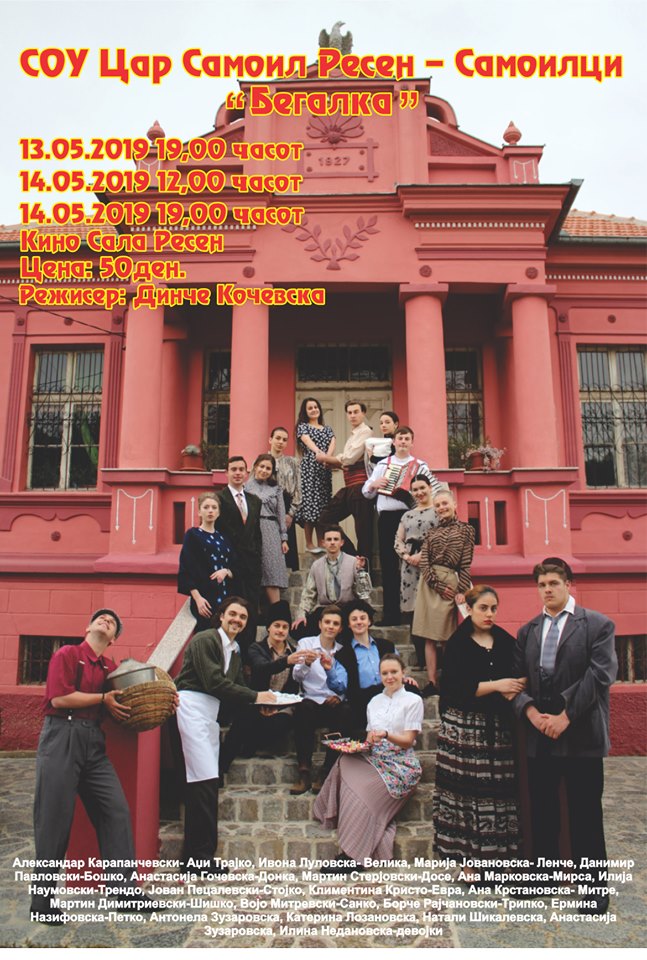 СОУ Цар Самоил Ресен – Самоилци
“Бегалка”
13.05.2019 19,00 часот
14.05.2019 12,00 часот
14.05.2019 19,00 часот
Кино Сала Ресен
Цена: 50ден.
Режисер: Динче Кочевска
1927
Александар Карапанчевски- Аџи Трајко, Ивона Луловска- Велика, Марија Јовановска- Ленче, Данимир
Павловски-Бошко, Анастасија Гочевска-Донка, Мартин Стерјовски-Досе, Ана Марковска-Мирса, Илија
Наумовски-Трендо, Јован Пецалевски-Стојко, Климентина Кристо-Евра, Ана Крстановска- Митре,
Мартин Димитриевски-Шишко, Војо Митревски-Санко, Борче Рајчановски-Трипко, Ермина
Назифовска-Петко, Антонела Зузаровска, Катерина Лозановска, Натали Шикалевска, Анастасија
Зузаровска, Илина Недановска-девојки